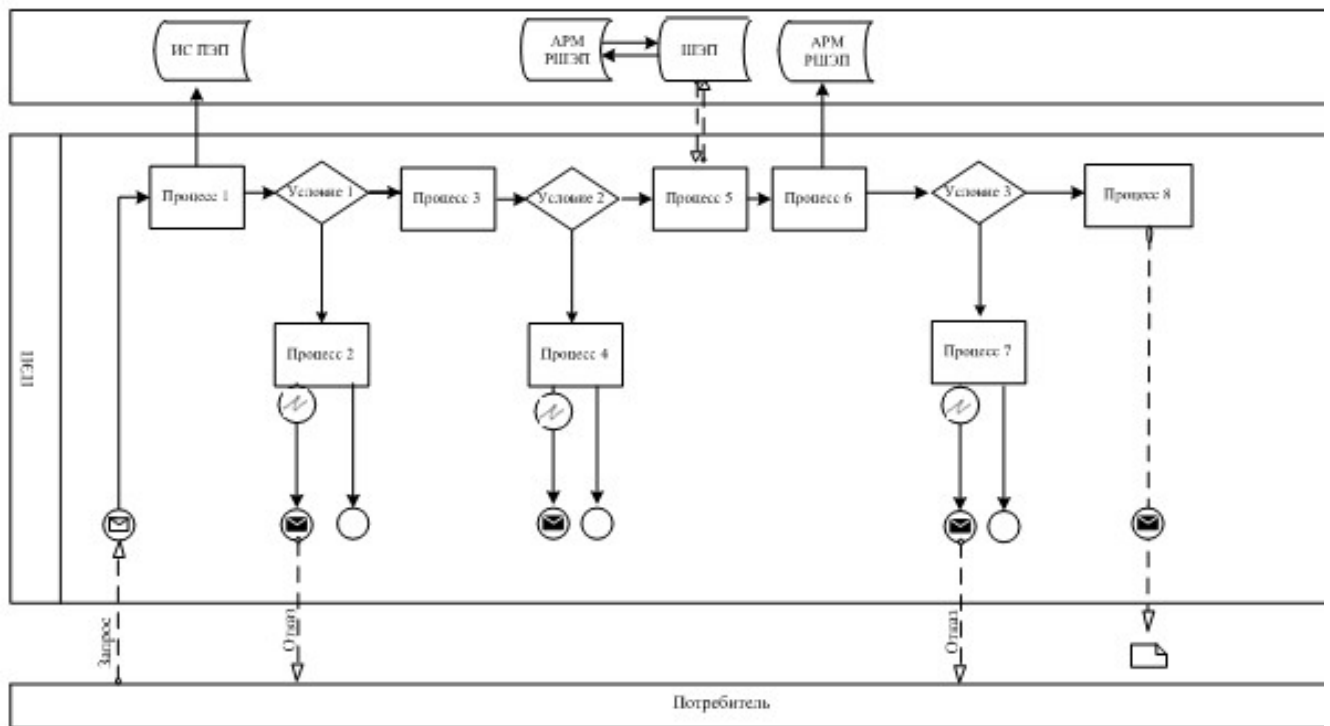 ИС ПЭП
АРМ
РШЭП
ШЭП
АРМ
РШЭП
Процесс 1
Условие 1
Процесс 3
Условие 2
Процесс 5
Процесс 6
Условие 3
Процесс 8
Процесс 2
Процесс 4
Процесс 7
Запрос
Отказ
Отказ
Потребитель